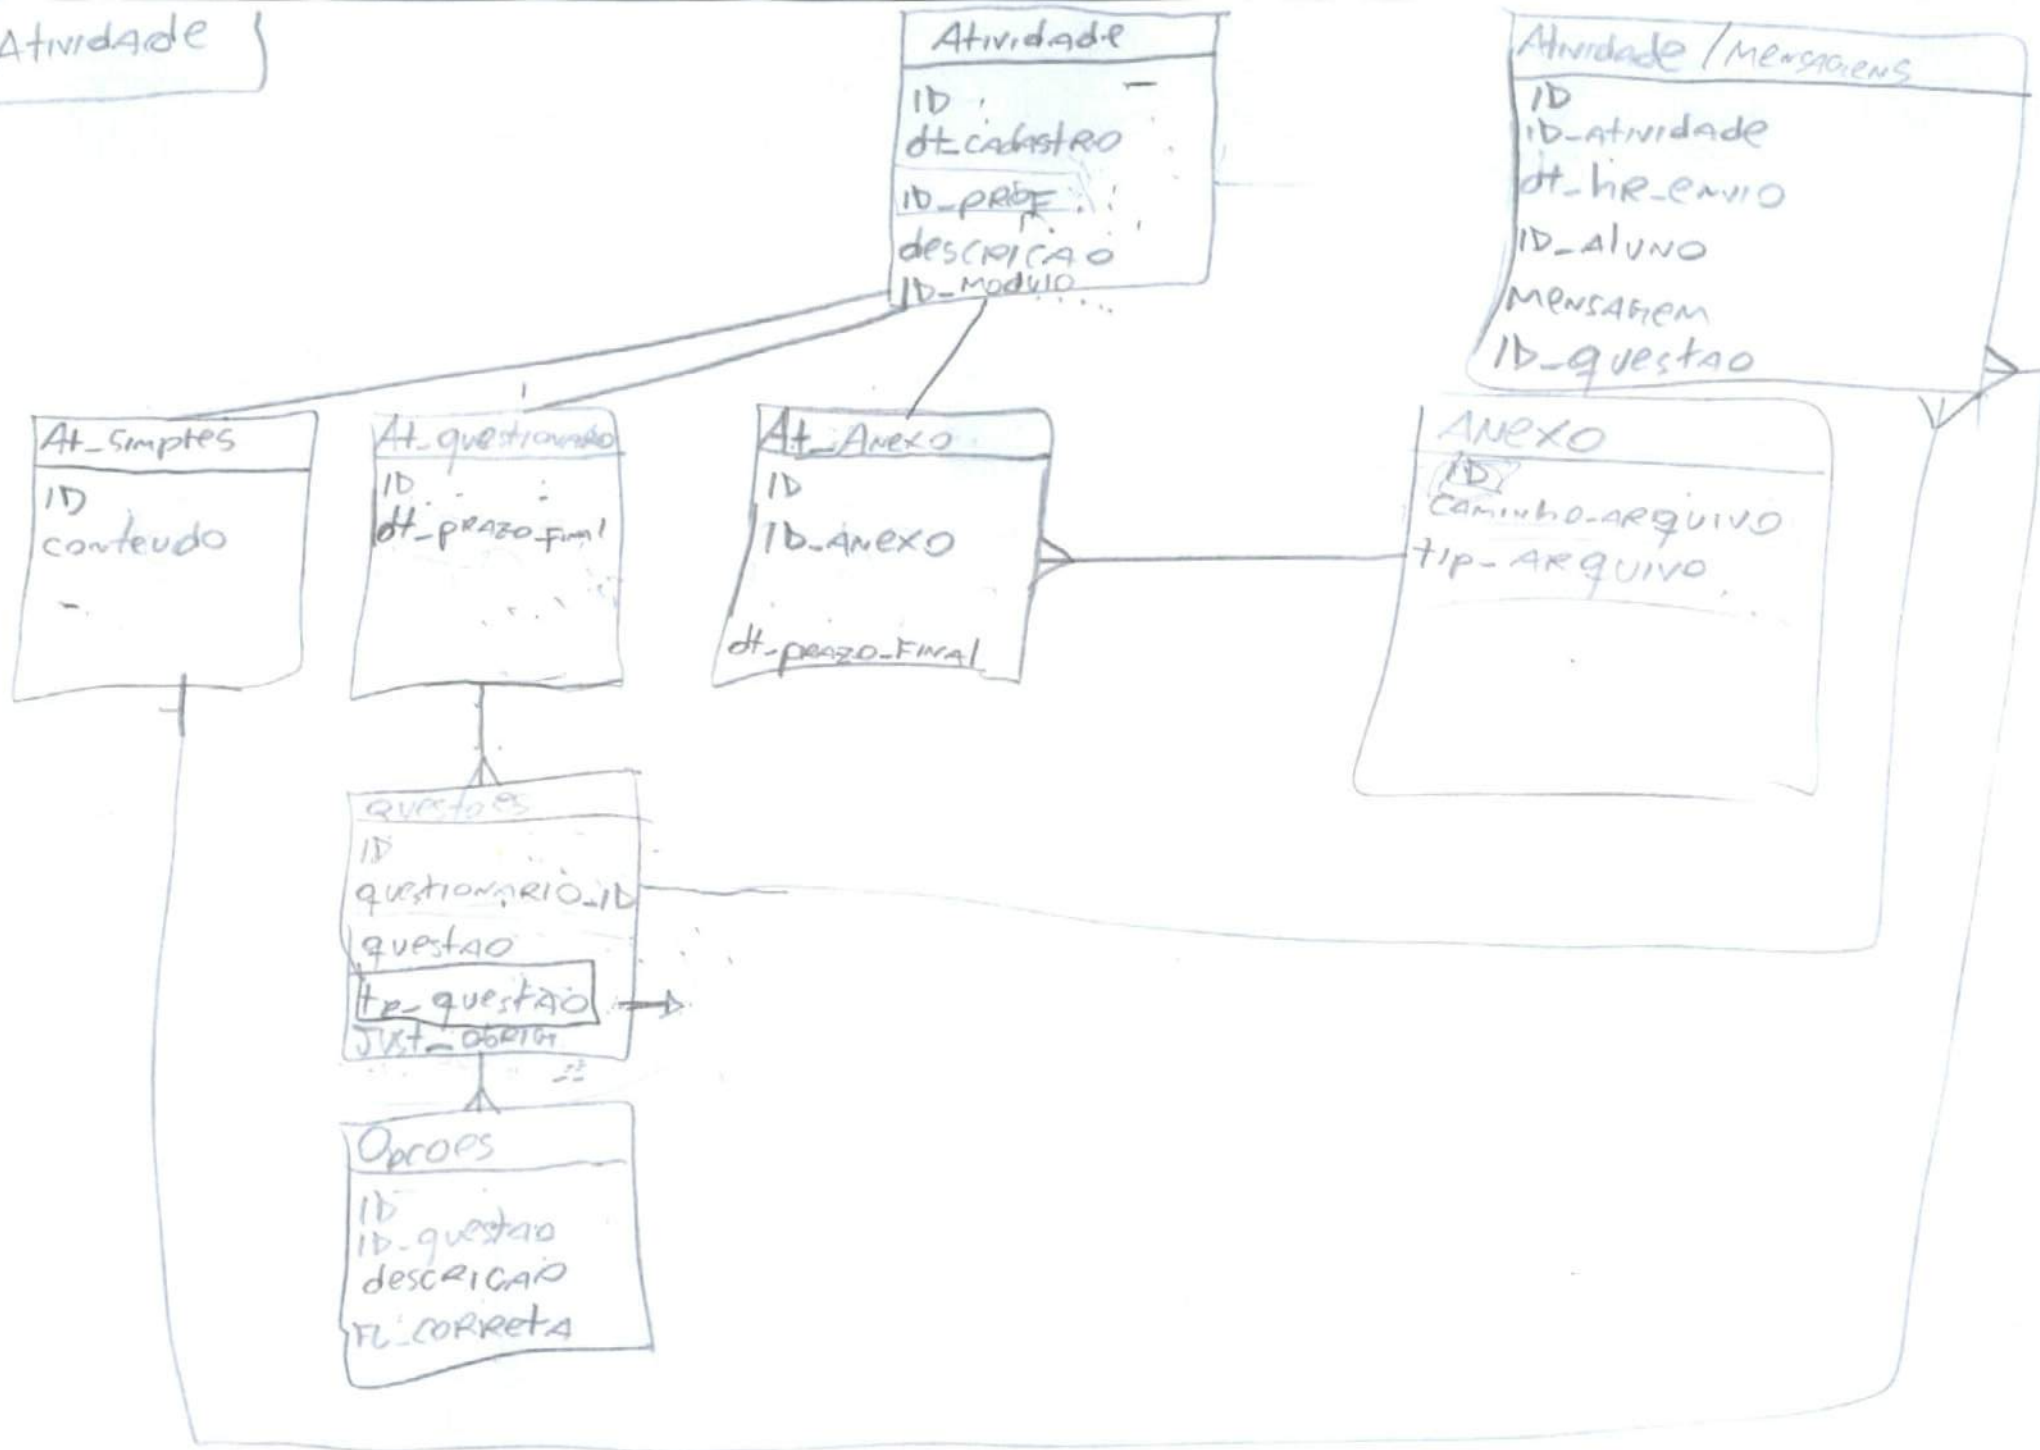 Atividade
Atividade
ID
dt_cadastro
ID_PROF
descricao
ID_Modulo
Atividade / Mensagens
ID
ID_Atividade
dt_hr_envio
ID_Aluno
Mensagem
ID_questao
At_simples
ID
conteudo
At_questionario
ID
dt_prazo_Final
At_Anexo
ID
ID_Anexo
dt_prazo_Final
Anexo
ID
Caminho_arquivo
tip_Arquivo
questoes
ID
questionario_ID
questao
tp_questao
Just_obrig
Opcoes
ID
ID_questao
descricao
FL_correta